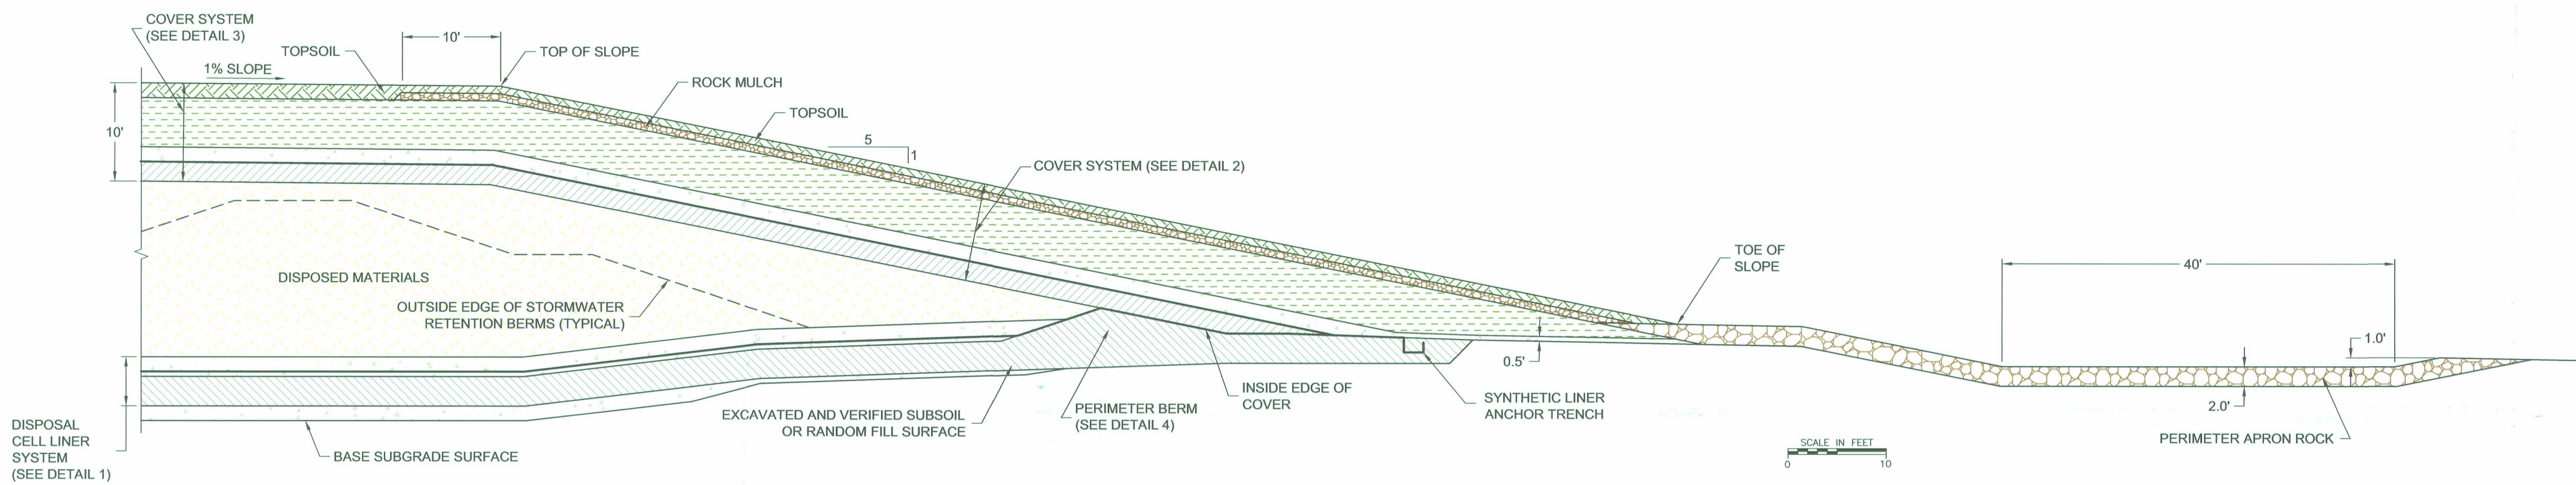 COVER SYSTEM
(SEE DETAIL 3)
TOPSOIL
1% SLOPE
10'
TOP OF SLOPE
ROCK MULCH
TOPSOIL
5
1
COVER SYSTEM (SEE DETAIL 2)
10'
DISPOSED MATERIALS
OUTSIDE EDGE OF STORMWATER
RETENTION BERMS (TYPICAL)
TOE OF
SLOPE
40'
1.0'
0.5'
2.0'
DISPOSAL
CELL LINER
SYSTEM
(SEE DETAIL 1)
BASE SUBGRADE SURFACE
EXCAVATED AND VERIFIED SUBSOIL
OR RANDOM FILL SURFACE
PERIMETER BERM
(SEE DETAIL 4)
INSIDE EDGE OF
COVER
SYNTHETIC LINER
ANCHOR TRENCH
SCALE IN FEET
0 10
PERIMETER APRON ROCK